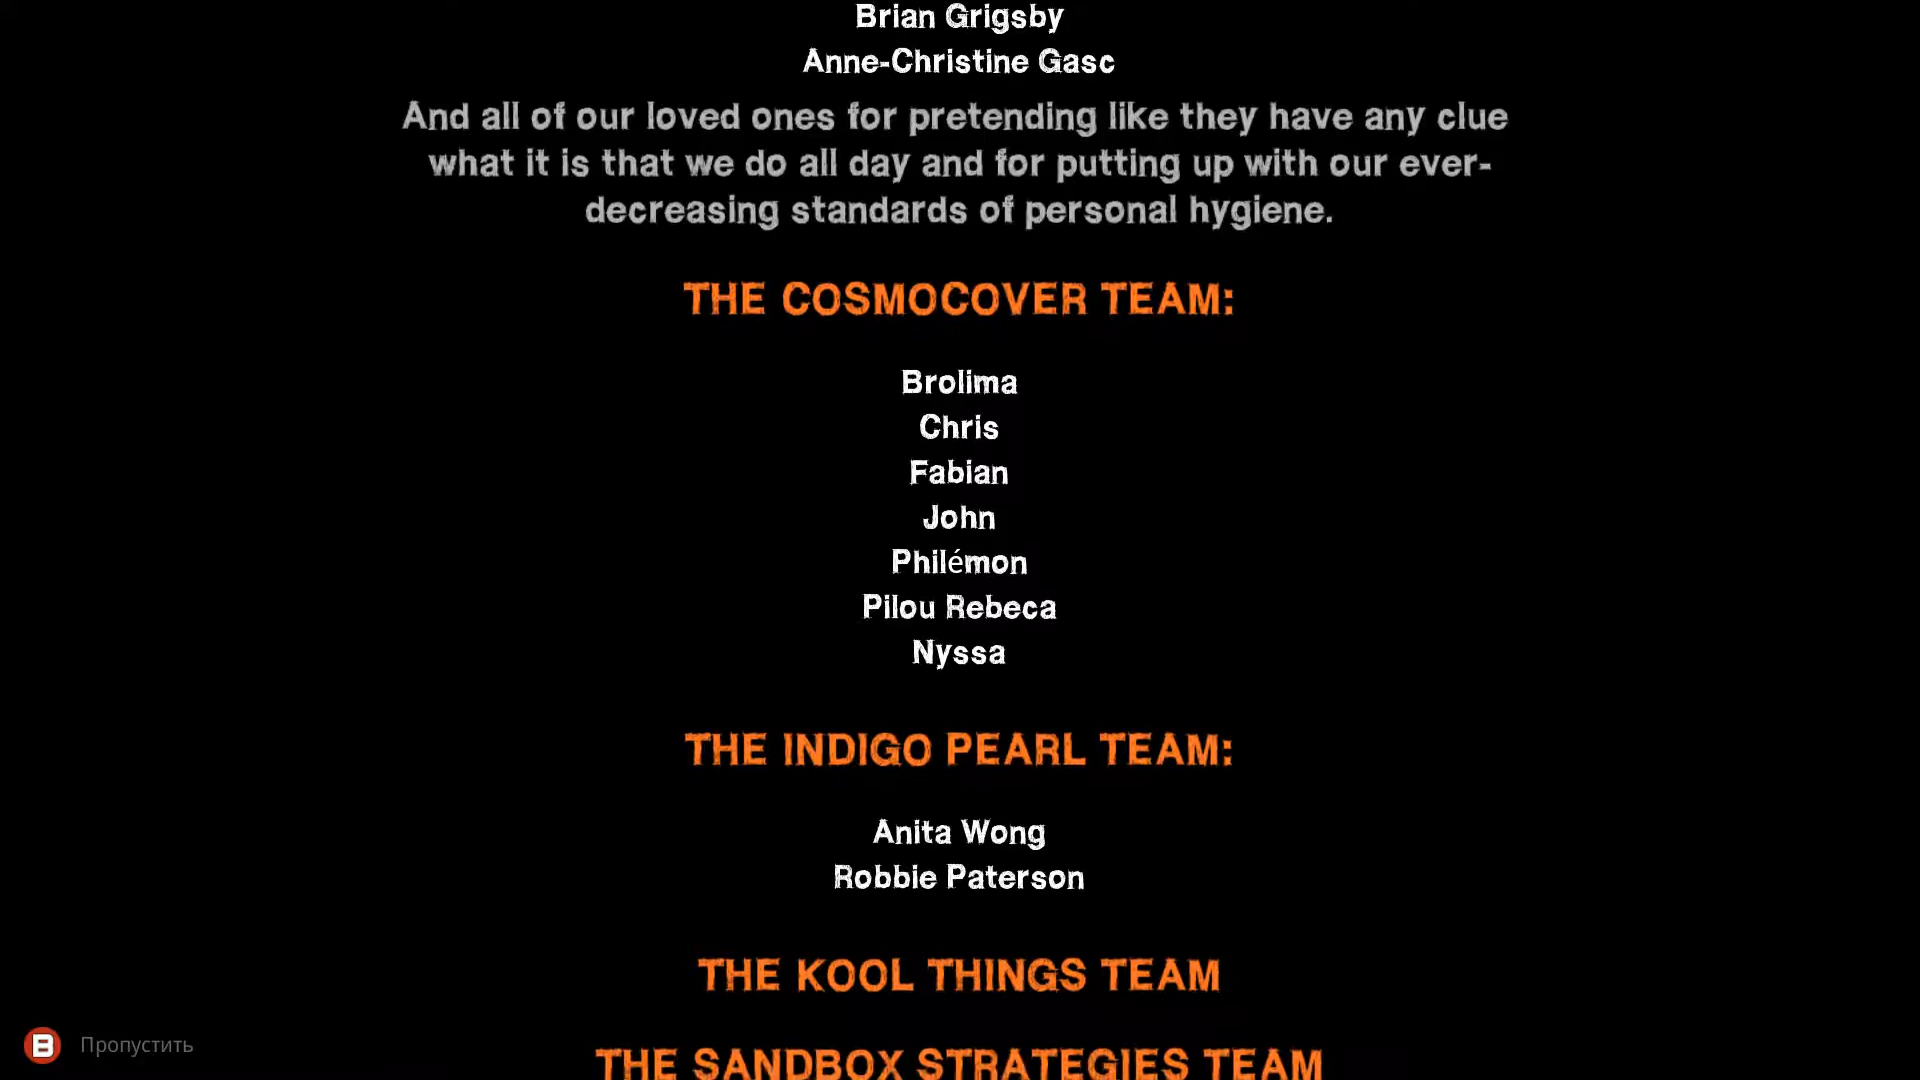 Brian Grigsby
Anne-Christine Gasc
And all of our loved ones for pretending like they have any clue
what it is that we do all day and for putting up with our ever-
decreasing standards of personal hygiene.
THE COSMOCOVER TEAM:
Brolima
Chris
Fabian
John
Philémon
Pilou Rebeca
Nyssa
THE INDIGO PEARL TEAM:
Anita Wong
Robbie Paterson
THE KOOL THINGS TEAM
B Пропустить
THE SANDBOX STRATEGIES TEAM